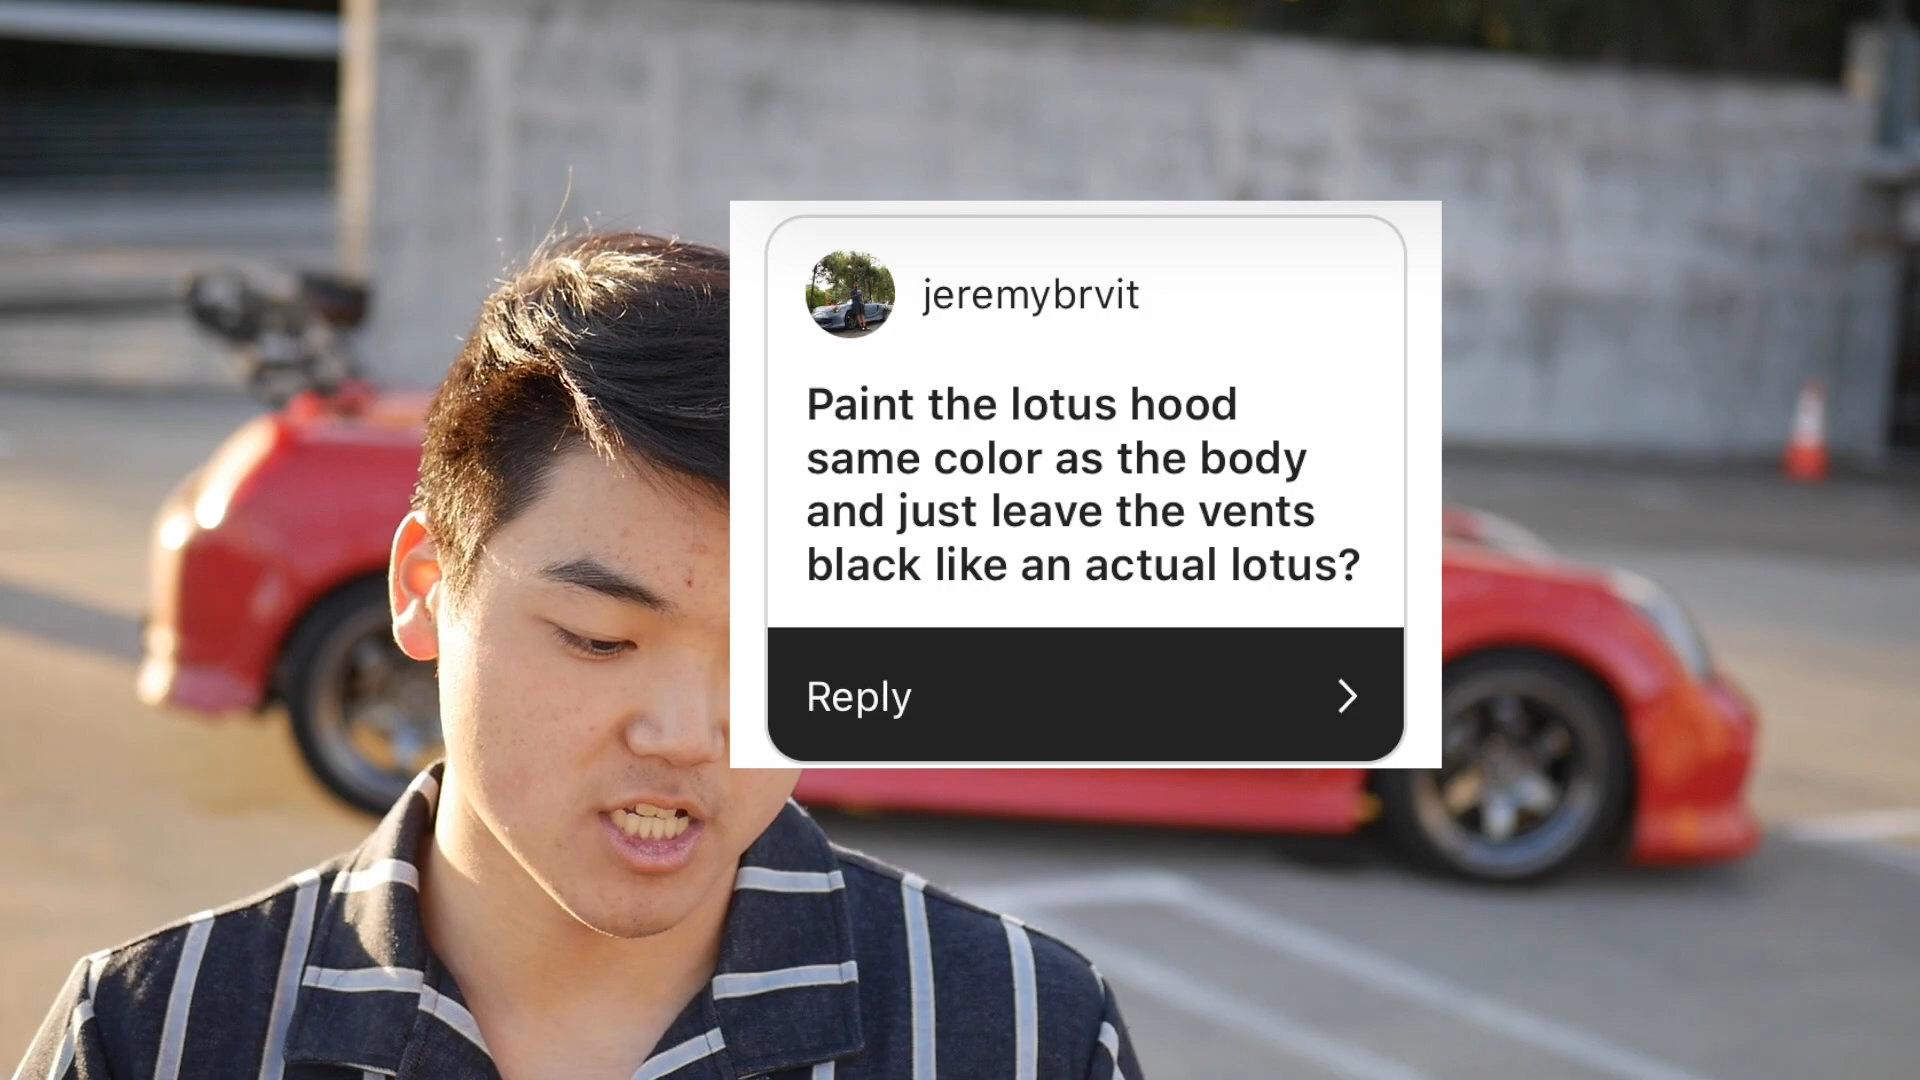 jeremybrvit
Paint the lotus hood
same color as the body
and just leave the vents
black like an actual lotus?
Reply